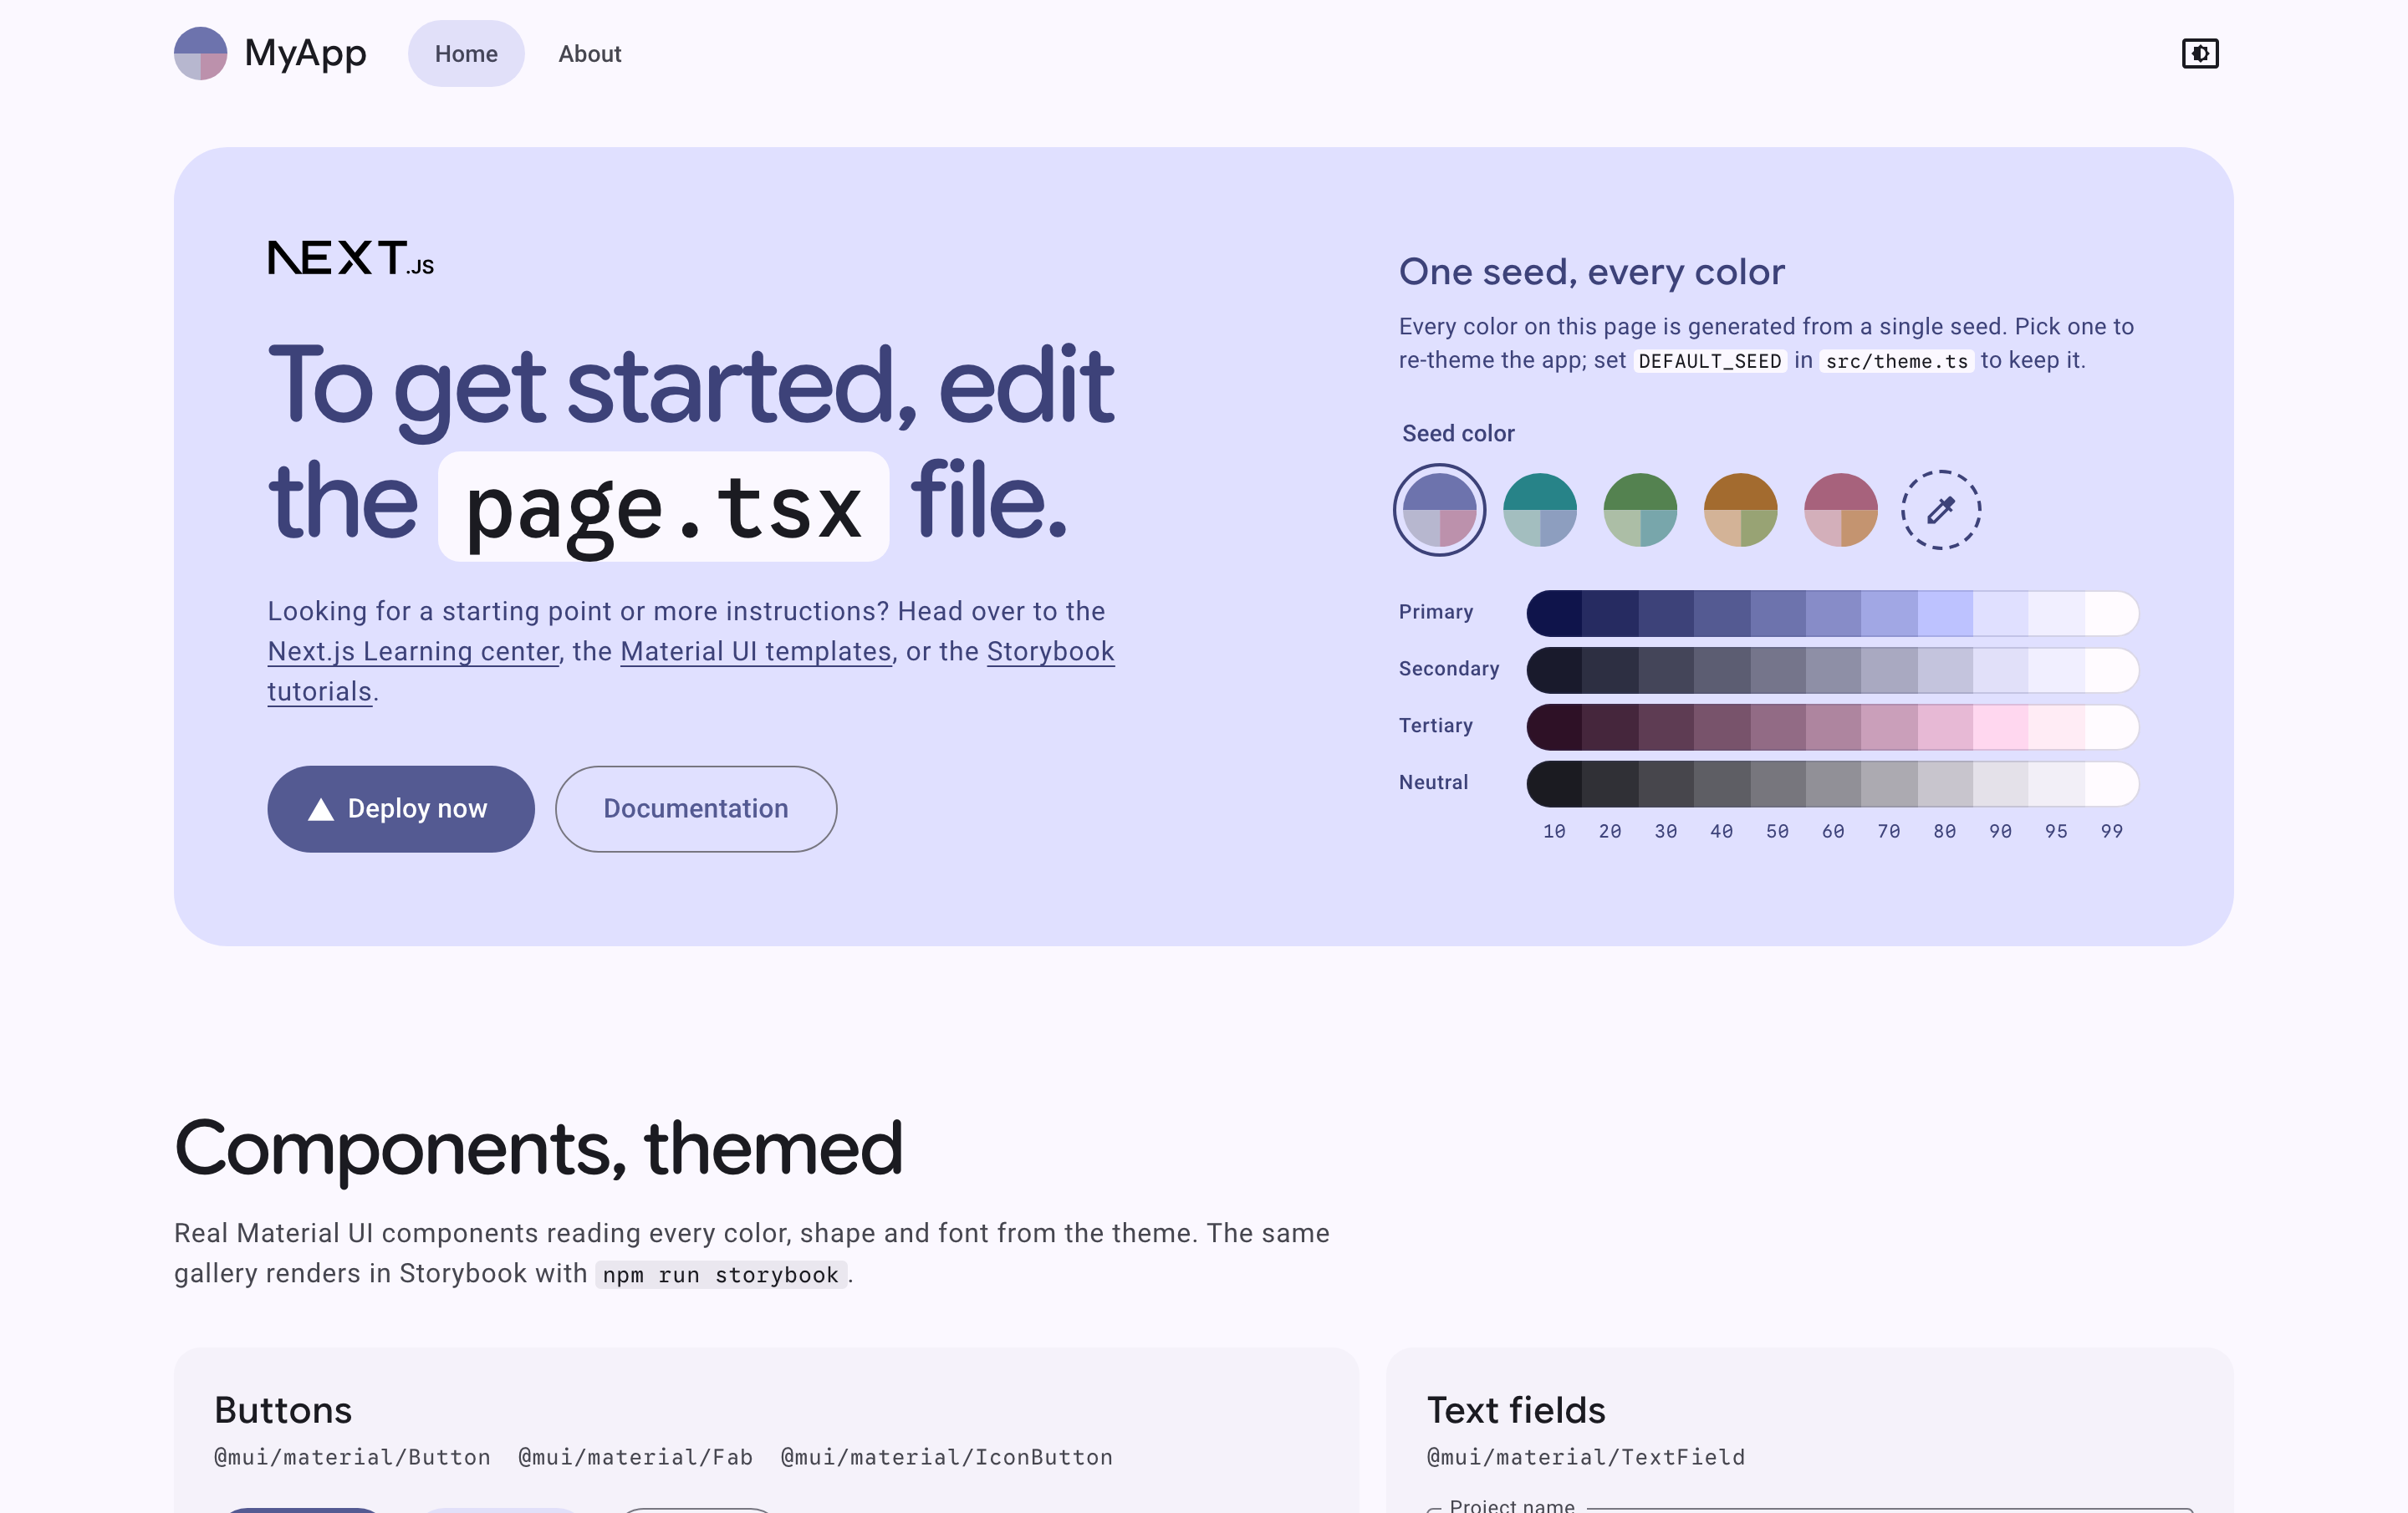 MyApp
Home
About
NEXT.JS
To get started, edit
the page.tsx file.
Looking for a starting point or more instructions? Head over to the
Next.js Learning center, the Material UI templates, or the Storybook
tutorials.
Deploy now
Documentation
One seed, every color
Every color on this page is generated from a single seed. Pick one to
re-theme the app; set DEFAULT_SEED in src/theme.ts to keep it.
Seed color
Primary
Secondary
Tertiary
Neutral
10 20 30 40 50 60 70 80 90 95 99
Components, themed
Real Material UI components reading every color, shape and font from the theme. The same
gallery renders in Storybook with npm run storybook.
Buttons
@mui/material/Button @mui/material/Fab @mui/material/IconButton
Text fields
@mui/material/TextField
Project name